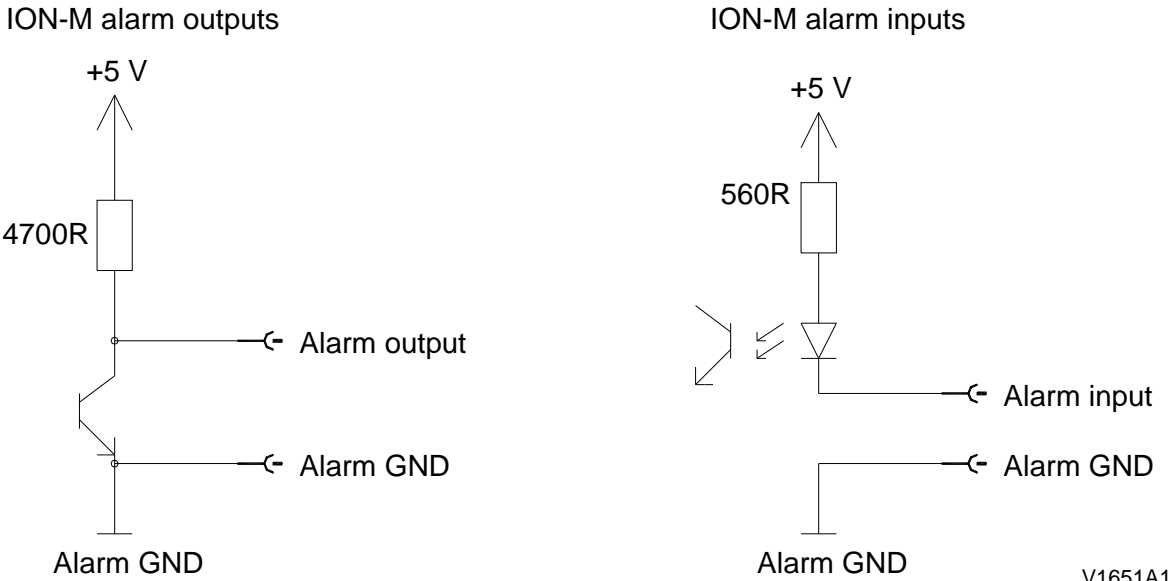 ION-M alarm outputs
+5 V
4700R
Alarm output
Alarm GND
Alarm GND
ION-M alarm inputs
+5 V
560R
Alarm input
Alarm GND
Alarm GND
V1651A1